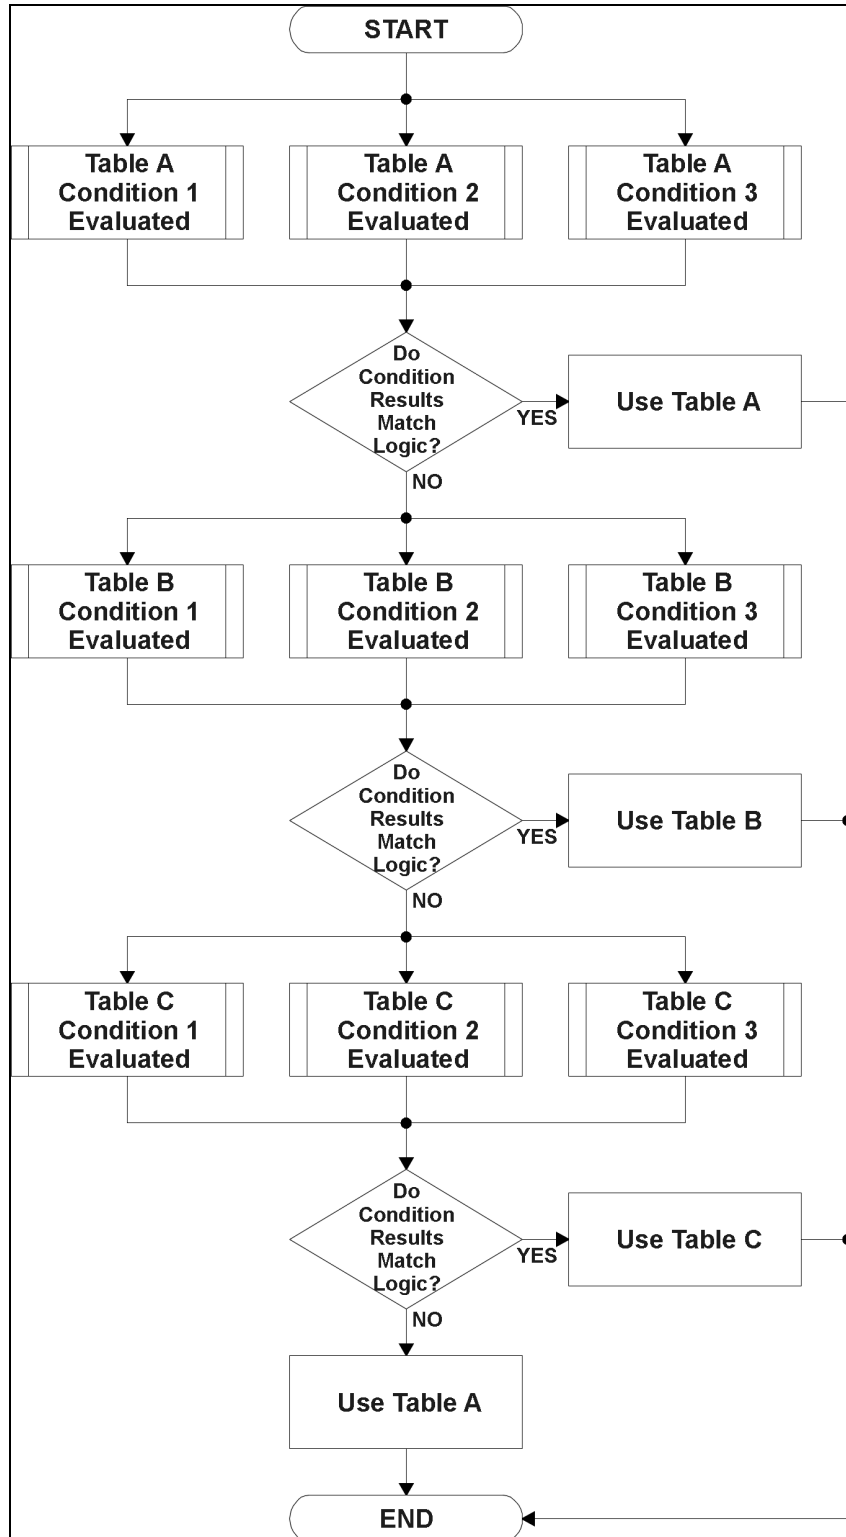 START
Table A
Condition 1
Evaluated
Table A
Condition 2
Evaluated
Table A
Condition 3
Evaluated
Do
Condition
Results
Match
Logic?
YES
Use Table A
NO
Table B
Condition 1
Evaluated
Table B
Condition 2
Evaluated
Table B
Condition 3
Evaluated
Do
Condition
Results
Match
Logic?
YES
Use Table B
NO
Table C
Condition 1
Evaluated
Table C
Condition 2
Evaluated
Table C
Condition 3
Evaluated
Do
Condition
Results
Match
Logic?
YES
Use Table C
NO
Use Table A
END